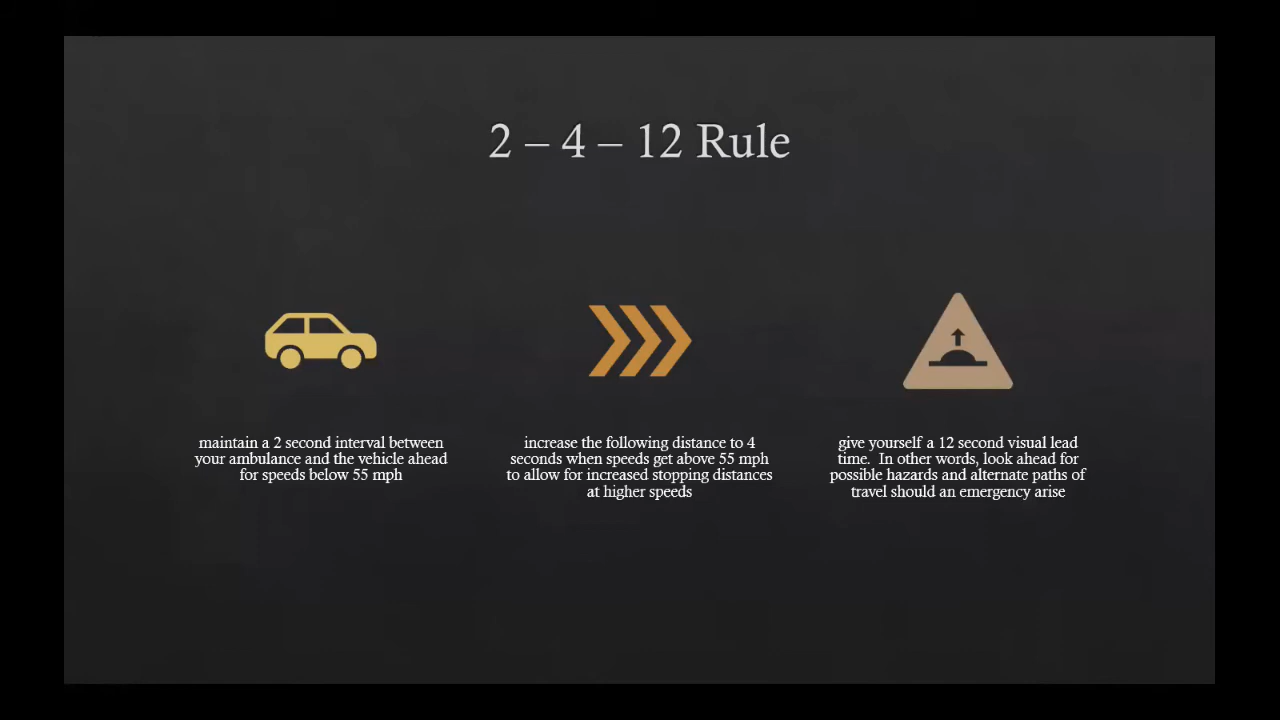 2 – 4 – 12 Rule
maintain a 2 second interval between
your ambulance and the vehicle ahead
for speeds below 55 mph
increase the following distance to 4
seconds when speeds get above 55 mph
to allow for increased stopping distances
at higher speeds
give yourself a 12 second visual lead
time.  In other words, look ahead for
possible hazards and alternate paths of
travel should an emergency arise